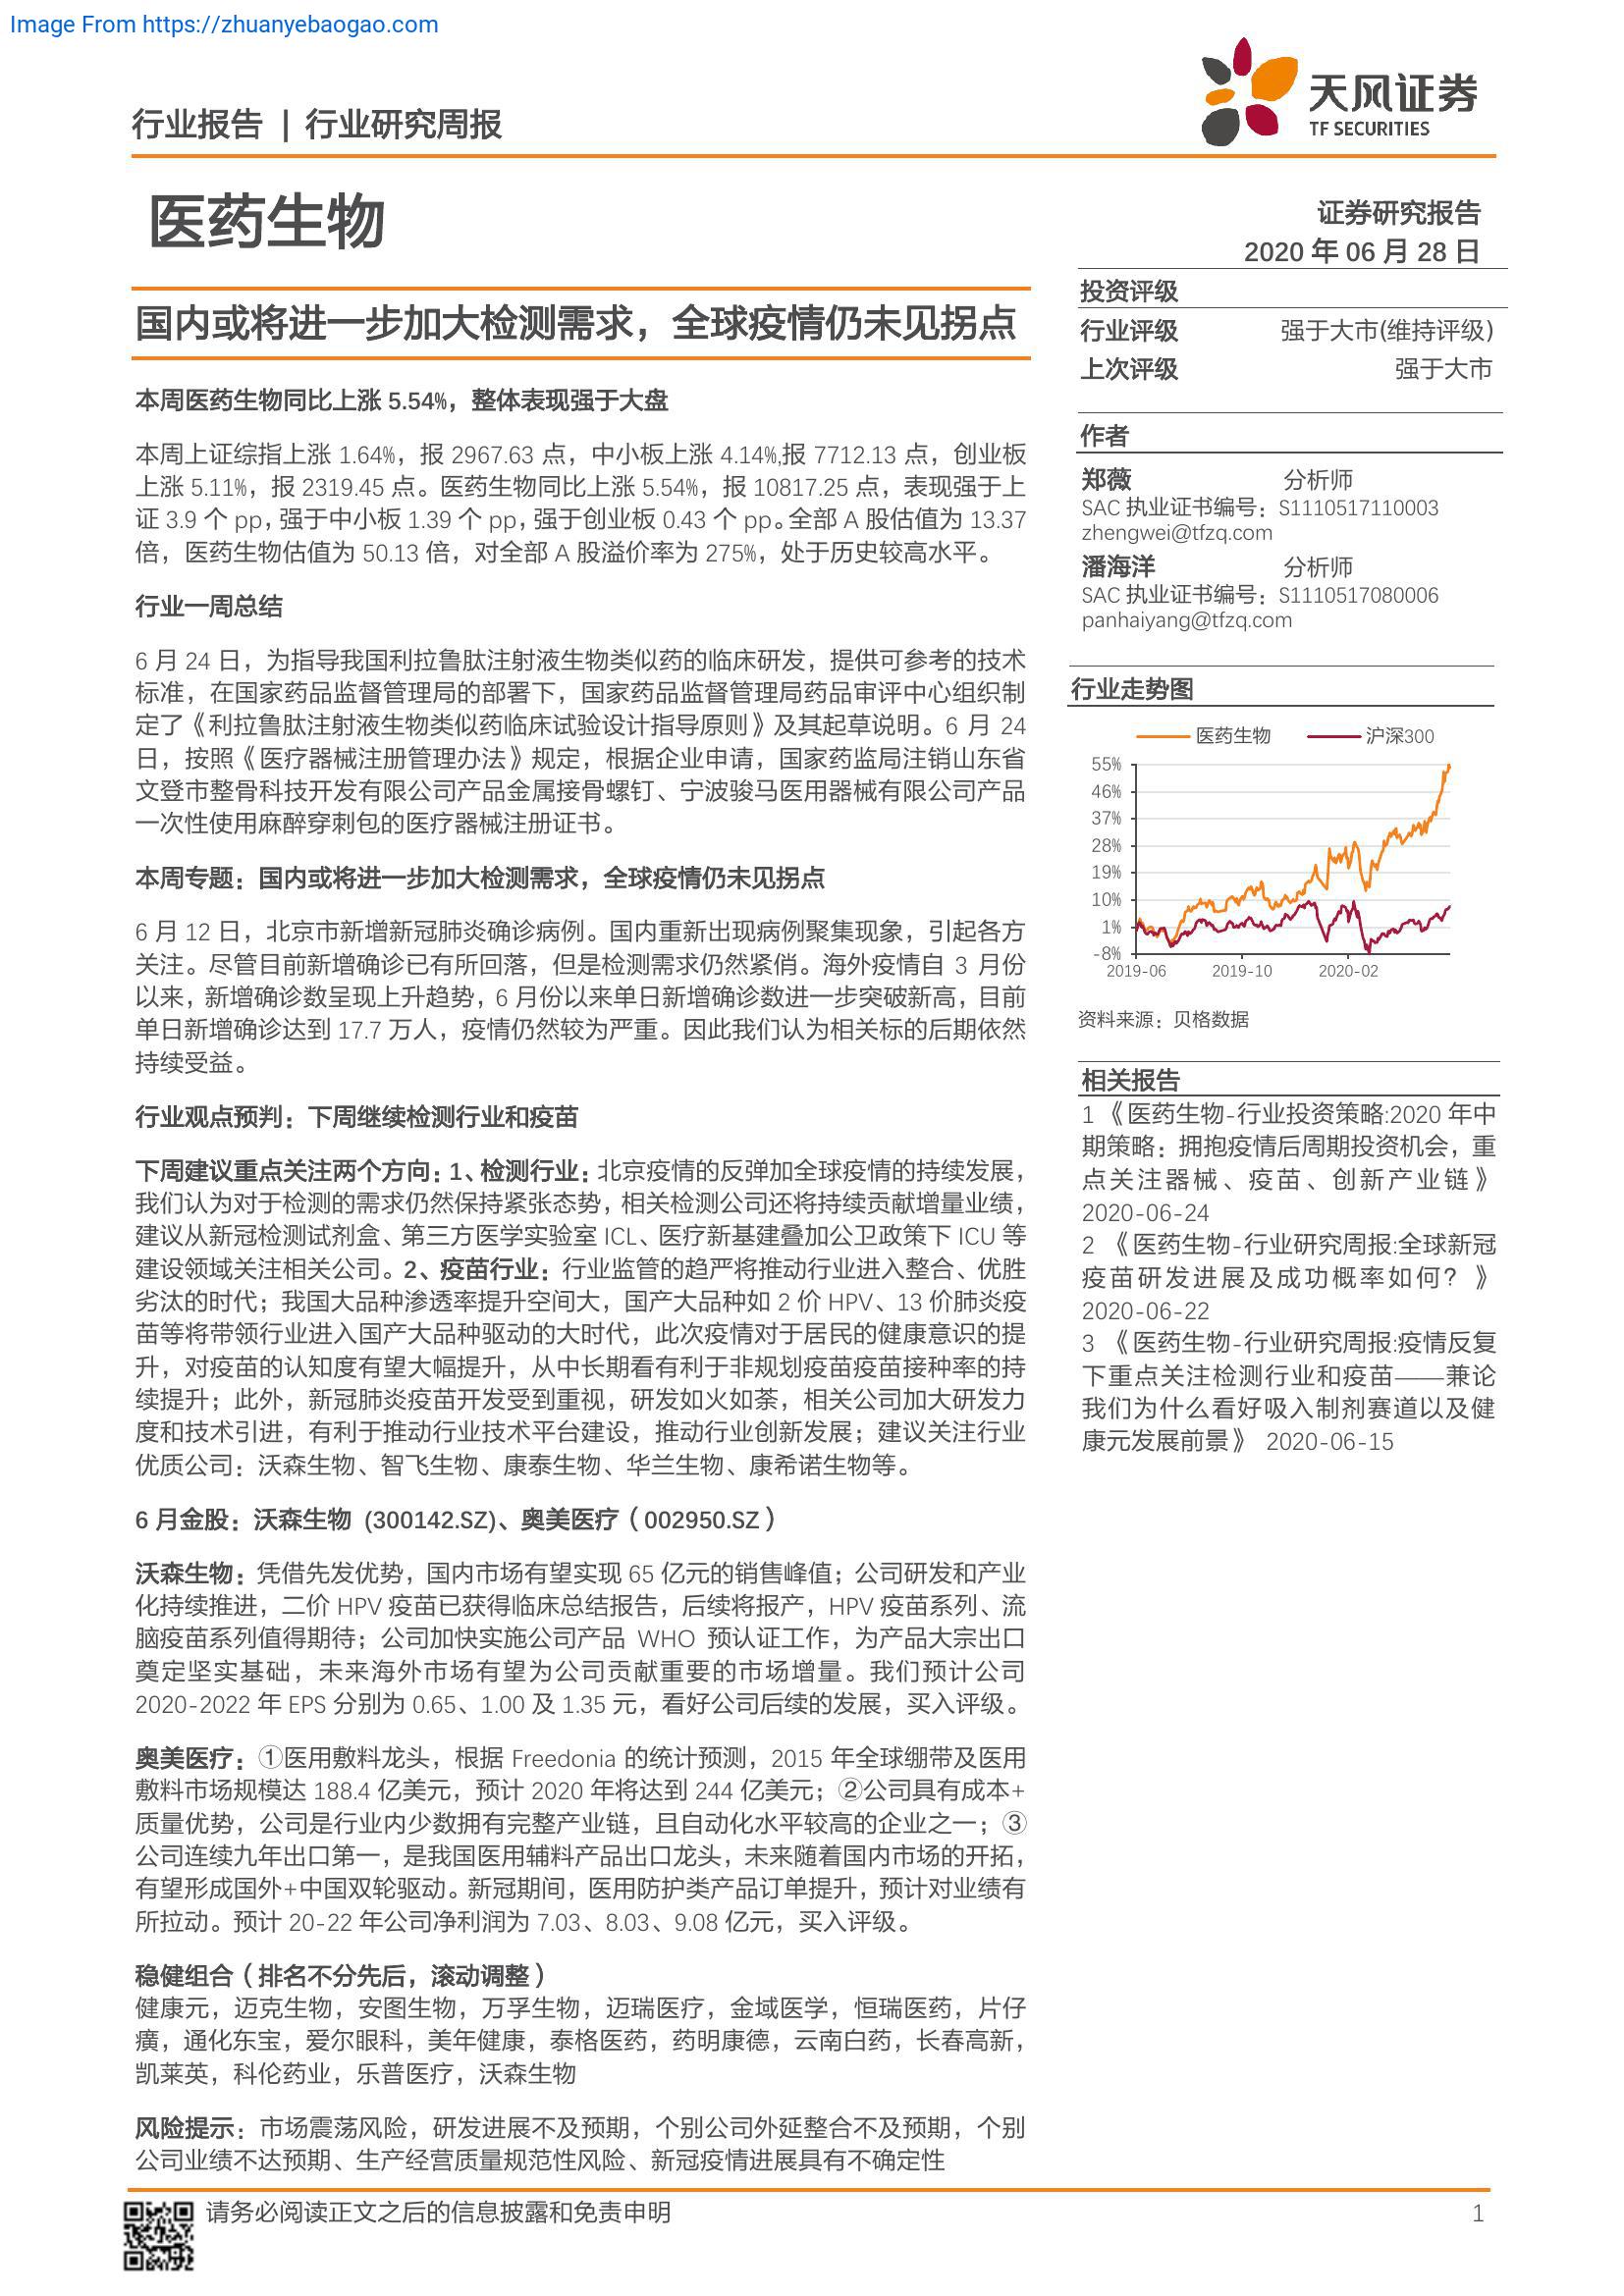 Image From https://zhuanyebaogao.com
行业报告 | 行业研究周报
天风证券
TF SECURITIES
医药生物
证券研究报告
2020 年 06 月 28 日
国内或将进一步加大检测需求，全球疫情仍未见拐点
本周医药生物同比上涨 5.54%，整体表现强于大盘
本周上证综指上涨 1.64%，报 2967.63 点，中小板上涨 4.14%,报 7712.13 点，创业板
上涨 5.11%，报 2319.45 点。医药生物同比上涨 5.54%，报 10817.25 点，表现强于上
证 3.9 个 pp，强于中小板 1.39 个 pp，强于创业板 0.43 个 pp。全部 A 股估值为 13.37
倍，医药生物估值为 50.13 倍，对全部 A 股溢价率为 275%，处于历史较高水平。
行业一周总结
6 月 24 日，为指导我国利拉鲁肽注射液生物类似药的临床研发，提供可参考的技术
标准，在国家药品监督管理局的部署下，国家药品监督管理局药品审评中心组织制
定了《利拉鲁肽注射液生物类似药临床试验设计指导原则》及其起草说明。6 月 24
日，按照《医疗器械注册管理办法》规定，根据企业申请，国家药监局注销山东省
文登市整骨科技开发有限公司产品金属接骨螺钉、宁波骏马医用器械有限公司产品
一次性使用麻醉穿刺包的医疗器械注册证书。
本周专题：国内或将进一步加大检测需求，全球疫情仍未见拐点
6 月 12 日，北京市新增新冠肺炎确诊病例。国内重新出现病例聚集现象，引起各方
关注。尽管目前新增确诊已有所回落，但是检测需求仍然紧俏。海外疫情自 3 月份
以来，新增确诊数呈现上升趋势，6 月份以来单日新增确诊数进一步突破新高，目前
单日新增确诊达到 17.7 万人，疫情仍然较为严重。因此我们认为相关标的后期依然
持续受益。
行业观点预判：下周继续检测行业和疫苗
下周建议重点关注两个方向：1、检测行业：北京疫情的反弹加全球疫情的持续发展，
我们认为对于检测的需求仍然保持紧张态势，相关检测公司还将持续贡献增量业绩，
建议从新冠检测试剂盒、第三方医学实验室 ICL、医疗新基建叠加公卫政策下 ICU 等
建设领域关注相关公司。2、疫苗行业：行业监管的趋严将推动行业进入整合、优胜
劣汰的时代；我国大品种渗透率提升空间大，国产大品种如 2 价 HPV、13 价肺炎疫
苗等将带领行业进入国产大品种驱动的大时代，此次疫情对于居民的健康意识的提
升，对疫苗的认知度有望大幅提升，从中长期看有利于非规划疫苗疫苗接种率的持
续提升；此外，新冠肺炎疫苗开发受到重视，研发如火如荼，相关公司加大研发力
度和技术引进，有利于推动行业技术平台建设，推动行业创新发展；建议关注行业
优质公司：沃森生物、智飞生物、康泰生物、华兰生物、康希诺生物等。
6 月金股：沃森生物 (300142.SZ)、奥美医疗（002950.SZ）
沃森生物：凭借先发优势，国内市场有望实现 65 亿元的销售峰值；公司研发和产业
化持续推进，二价 HPV 疫苗已获得临床总结报告，后续将报产，HPV 疫苗系列、流
脑疫苗系列值得期待；公司加快实施公司产品 WHO 预认证工作，为产品大宗出口
奠定坚实基础，未来海外市场有望为公司贡献重要的市场增量。我们预计公司
2020-2022 年 EPS 分别为 0.65、1.00 及 1.35 元，看好公司后续的发展，买入评级。
奥美医疗：①医用敷料龙头，根据 Freedonia 的统计预测，2015 年全球绷带及医用
敷料市场规模达 188.4 亿美元，预计 2020 年将达到 244 亿美元；②公司具有成本+
质量优势，公司是行业内少数拥有完整产业链，且自动化水平较高的企业之一；③
公司连续九年出口第一，是我国医用辅料产品出口龙头，未来随着国内市场的开拓，
有望形成国外+中国双轮驱动。新冠期间，医用防护类产品订单提升，预计对业绩有
所拉动。预计 20-22 年公司净利润为 7.03、8.03、9.08 亿元，买入评级。
稳健组合（排名不分先后，滚动调整）
健康元，迈克生物，安图生物，万孚生物，迈瑞医疗，金域医学，恒瑞医药，片仔
癀，通化东宝，爱尔眼科，美年健康，泰格医药，药明康德，云南白药，长春高新，
凯莱英，科伦药业，乐普医疗，沃森生物
风险提示：市场震荡风险，研发进展不及预期，个别公司外延整合不及预期，个别
公司业绩不达预期、生产经营质量规范性风险、新冠疫情进展具有不确定性
投资评级
行业评级 强于大市(维持评级)
上次评级 强于大市
作者
郑薇 分析师
SAC 执业证书编号：S1110517110003
zhengwei@tfzq.com
潘海洋 分析师
SAC 执业证书编号：S1110517080006
panhaiyang@tfzq.com
行业走势图
医药生物 沪深300
55%
46%
37%
28%
19%
10%
1%
-8%
2019-06 2019-10 2020-02
资料来源：贝格数据
相关报告
1 《医药生物-行业投资策略:2020 年中
期策略：拥抱疫情后周期投资机会，重
点关注器械、疫苗、创新产业链》
2020-06-24
2 《医药生物-行业研究周报:全球新冠
疫苗研发进展及成功概率如何？》
2020-06-22
3 《医药生物-行业研究周报:疫情反复
下重点关注检测行业和疫苗——兼论
我们为什么看好吸入制剂赛道以及健
康元发展前景》 2020-06-15
请务必阅读正文之后的信息披露和免责申明
1